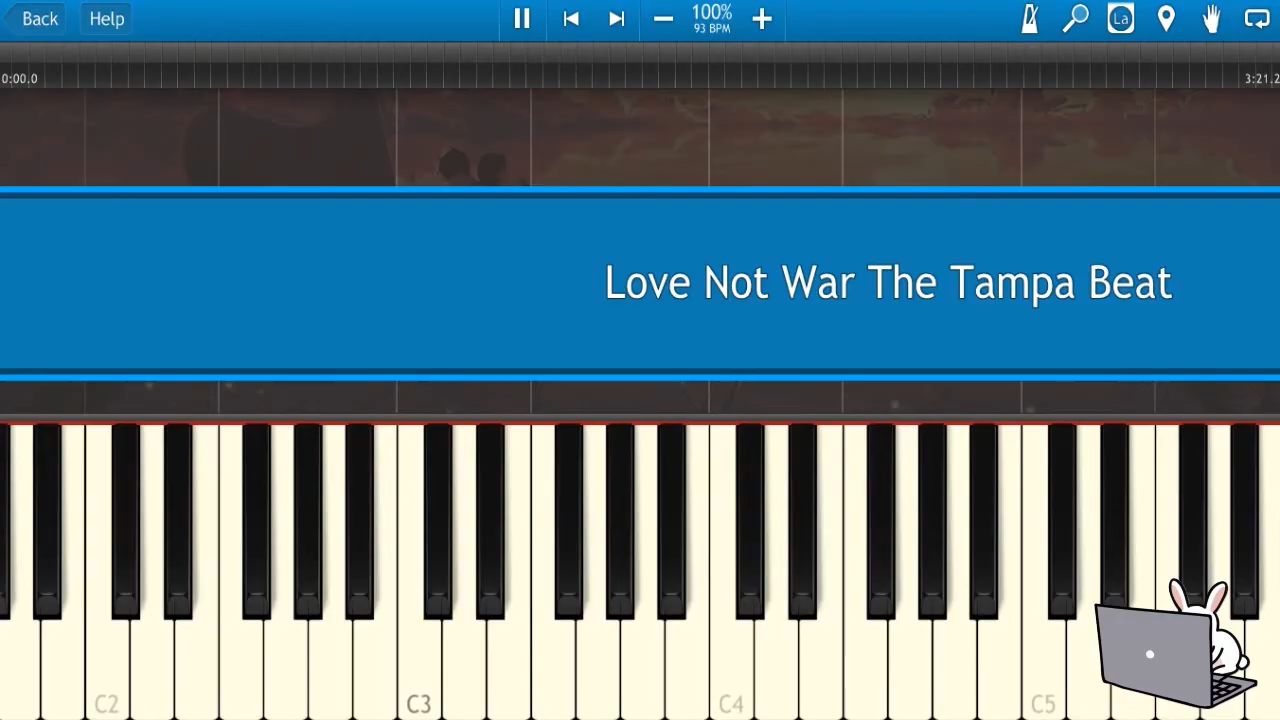 Back Help 100% La
93 BPM
0:00.0 3:21.2
Love Not War The Tampa Beat
C2 C3 C4 C5